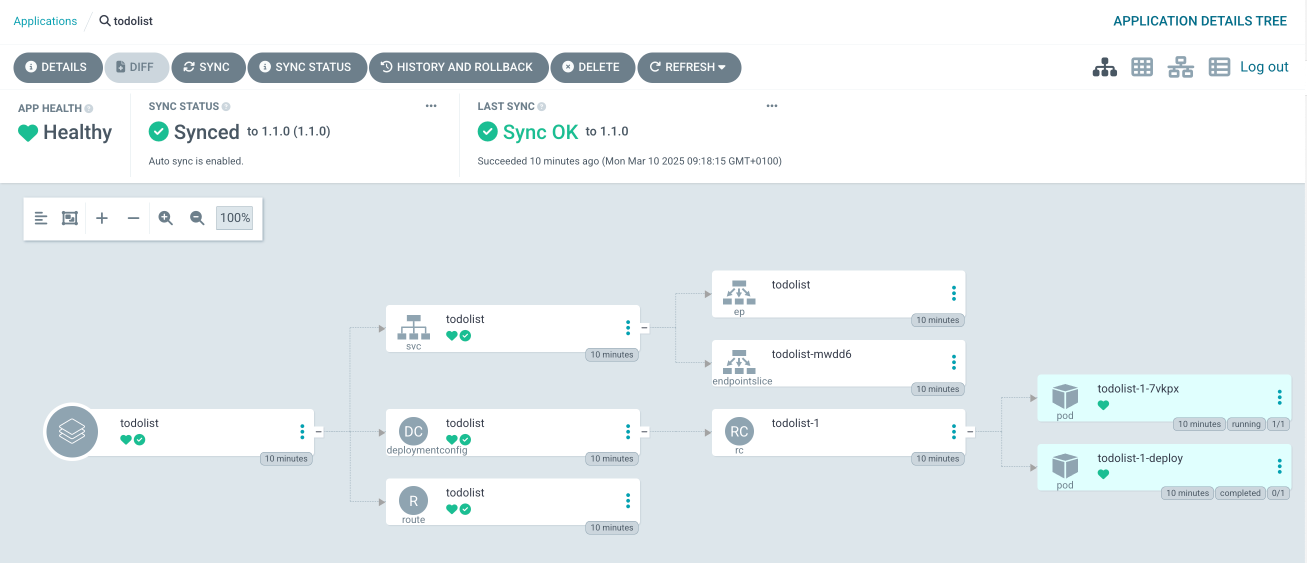 Applications / todolist
APPLICATION DETAILS TREE
DETAILS DIFF SYNC SYNC STATUS HISTORY AND ROLLBACK DELETE REFRESH
Log out
APP HEALTH
Healthy
SYNC STATUS
Synced to 1.1.0 (1.1.0)
Auto sync is enabled.
LAST SYNC
Sync OK to 1.1.0
Succeeded 10 minutes ago (Mon Mar 10 2025 09:18:15 GMT+0100)
100%
todolist
10 minutes
todolist
svc
10 minutes
DC
todolist
deploymentconfig
10 minutes
R
todolist
route
10 minutes
todolist
ep
10 minutes
todolist-mwdd6
endpointslice
10 minutes
RC
todolist-1
rc
10 minutes
todolist-1-7vkpx
pod
10 minutes running 1/1
todolist-1-deploy
pod
10 minutes completed 0/1